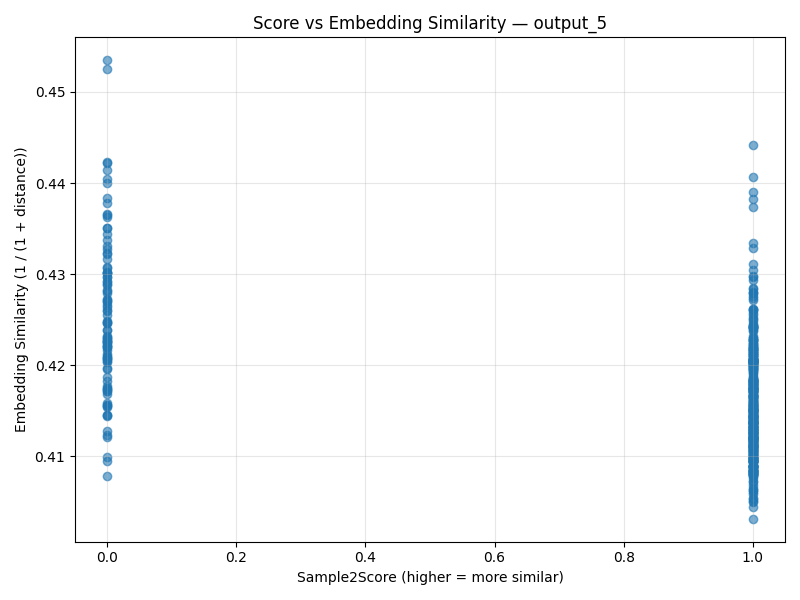 Score vs Embedding Similarity — output_5
Embedding Similarity (1 / (1 + distance))
0.45
0.44
0.43
0.42
0.41
0.0 0.2 0.4 0.6 0.8 1.0
Sample2Score (higher = more similar)